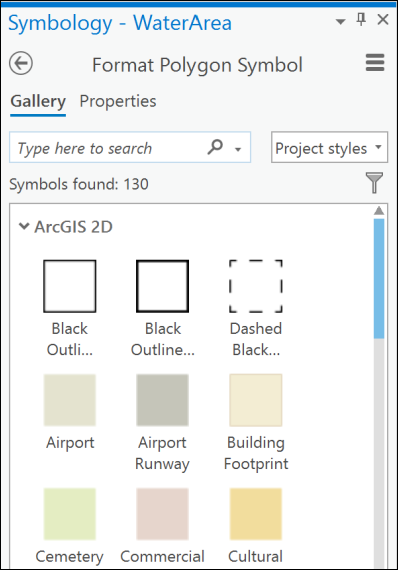 Symbology - WaterArea
Format Polygon Symbol
Gallery Properties
Type here to search
Project styles
Symbols found: 130
ArcGIS 2D
Black Outli...
Black Outline...
Dashed Black...
Airport
Airport Runway
Building Footprint
Cemetery
Commercial
Cultural